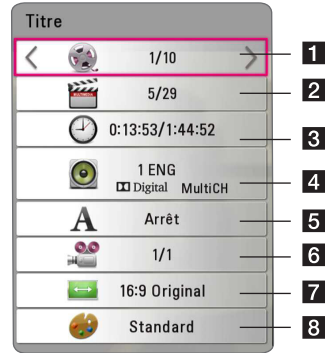 Titre
1/10 1
5/29 2
0:13:53/1:44:52 3
1 ENG
Digital MultiCH 4
A Arrêt 5
1/1 6
16:9 Original 7
Standard 8